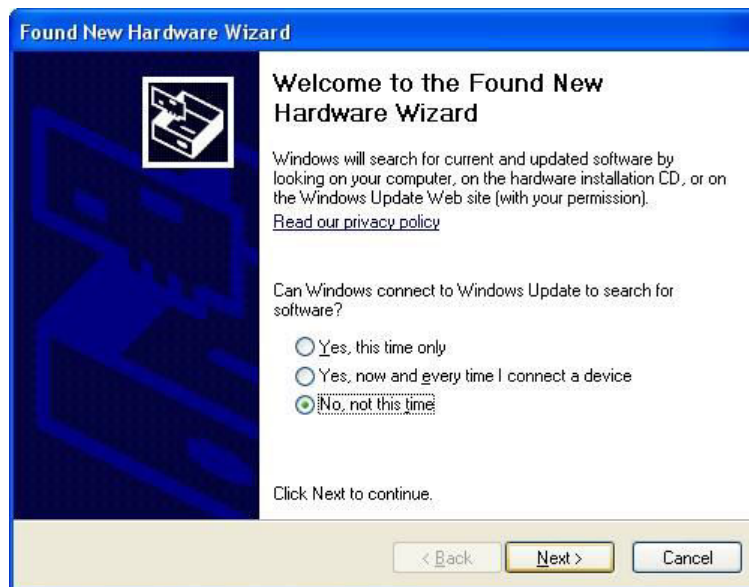 Found New Hardware Wizard
Welcome to the Found New
Hardware Wizard
Windows will search for current and updated software by
looking on your computer, on the hardware installation CD, or on
the Windows Update Web site (with your permission).
Read our privacy policy
Can Windows connect to Windows Update to search for
software?
Yes, this time only
Yes, now and every time I connect a device
No, not this time
Click Next to continue.
< Back Next > Cancel